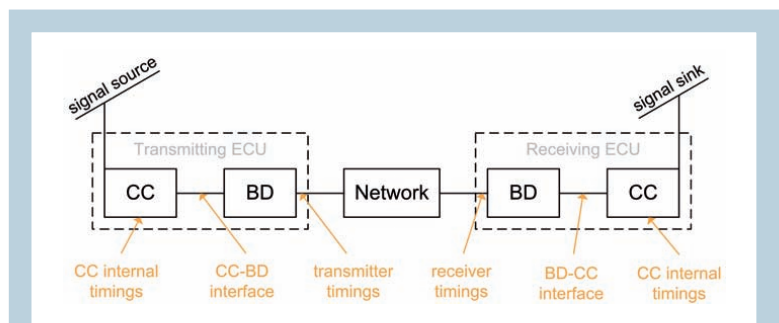 signal source
signal sink
Transmitting ECU
Receiving ECU
CC
BD
Network
BD
CC
CC internal
timings
CC-BD
interface
transmitter
timings
receiver
timings
BD-CC
interface
CC internal
timings